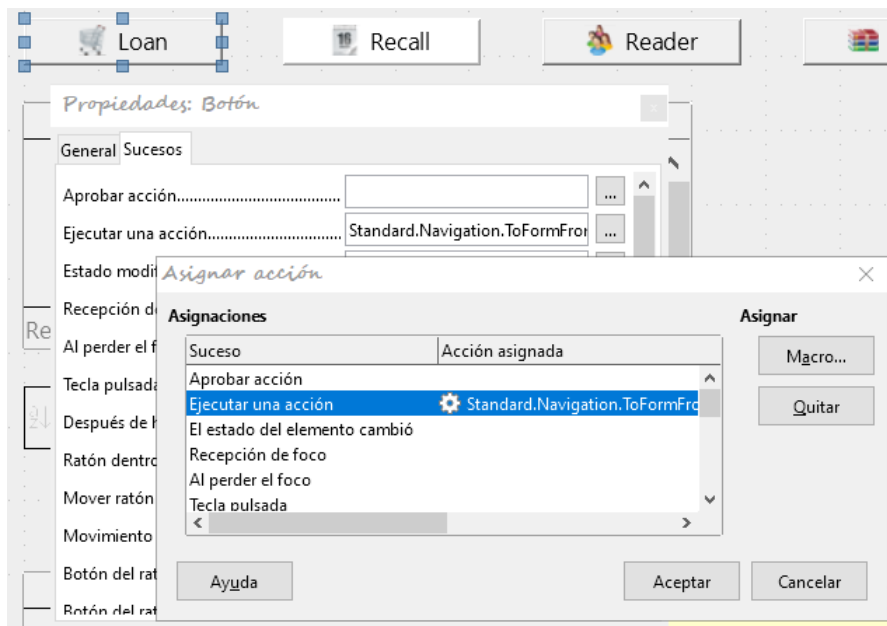 Loan
Recall
Reader
Propiedades: Botón
General Sucesos
Aprobar acción
...
Ejecutar una acción
Standard.Navigation.ToFormFror
...
Estado modif
Asignar acción
Recepción d
Asignaciones
Asignar
Re
Al perder el f
Suceso
Acción asignada
Macro...
Tecla pulsada
Aprobar acción
Ejecutar una acción
Standard.Navigation.ToFormFro
Quitar
Después de h
El estado del elemento cambió
Ratón dentro
Recepción de foco
Al perder el foco
Mover ratón
Tecla pulsada
Movimiento
Botón del rat
Ayuda
Aceptar
Cancelar
Botón del rat